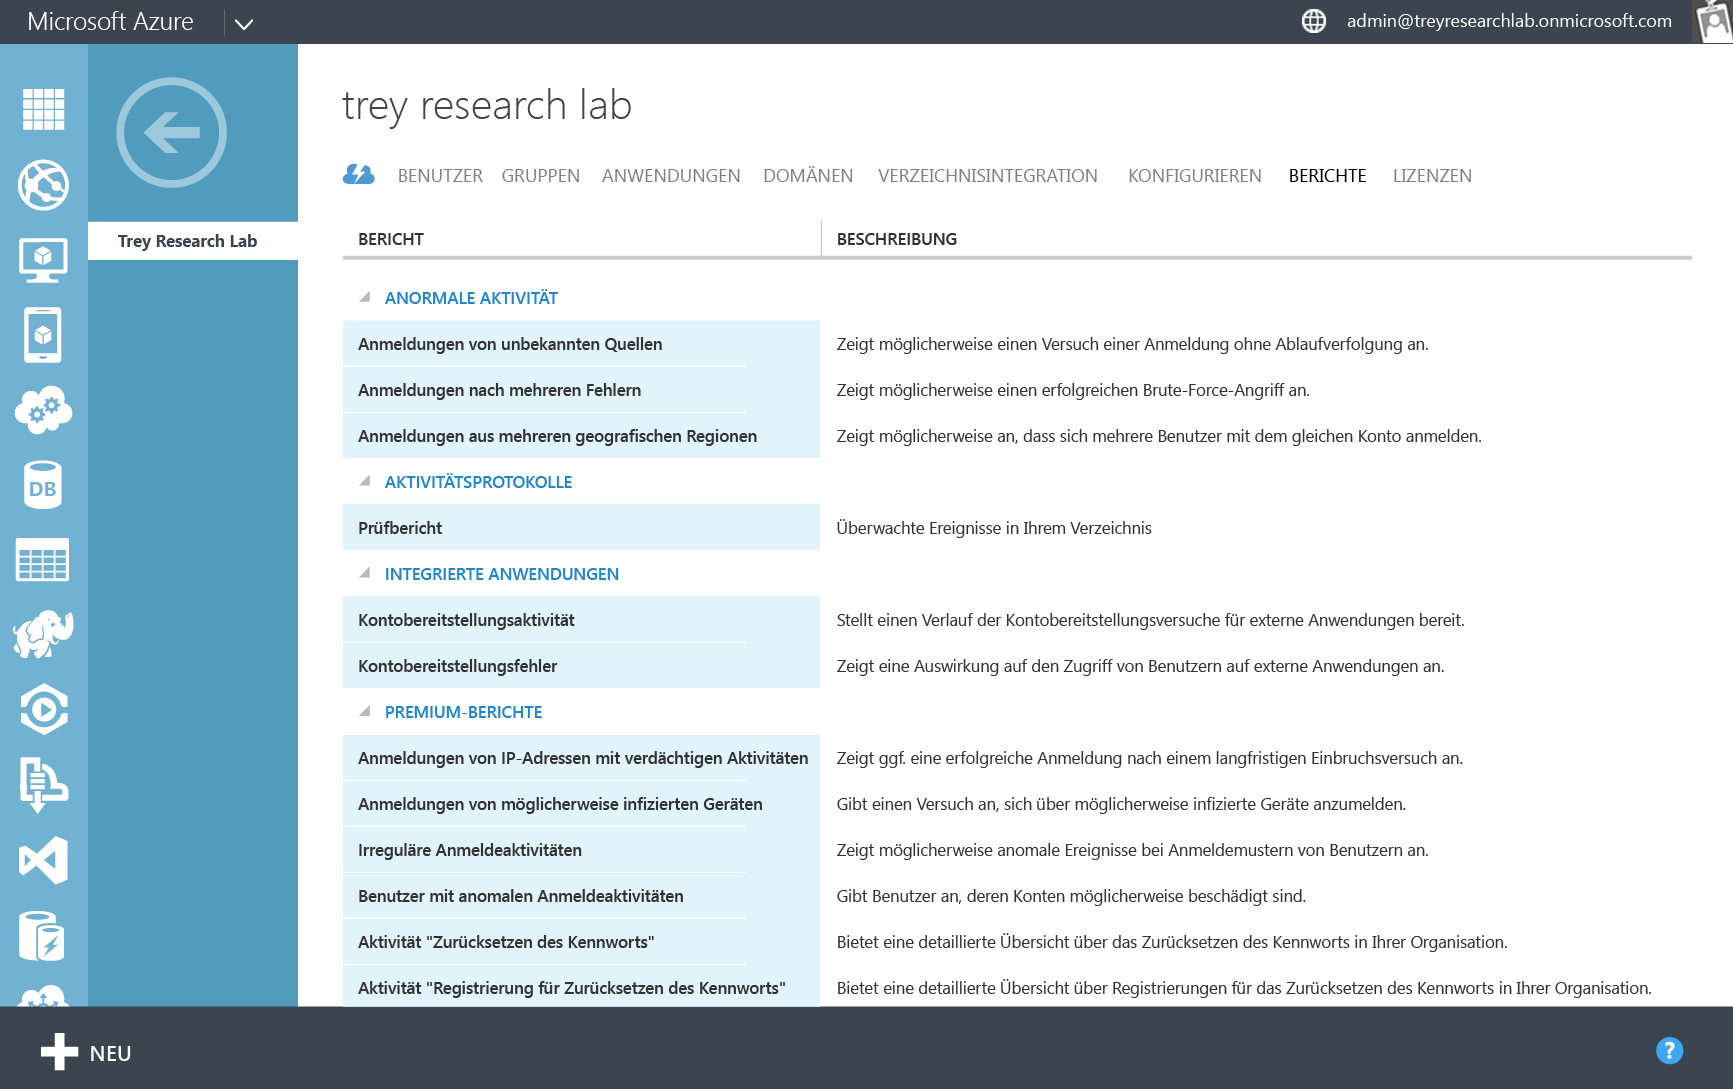 Microsoft Azure
admin@treyresearchlab.onmicrosoft.com
trey research lab
BENUTZER GRUPPEN ANWENDUNGEN DOMÄNEN VERZEICHNISINTEGRATION KONFIGURIEREN BERICHTE LIZENZEN
Trey Research Lab
BERICHT BESCHREIBUNG
ANORMALE AKTIVITÄT
Anmeldungen von unbekannten Quellen Zeigt möglicherweise einen Versuch einer Anmeldung ohne Ablaufverfolgung an.
Anmeldungen nach mehreren Fehlern Zeigt möglicherweise einen erfolgreichen Brute-Force-Angriff an.
Anmeldungen aus mehreren geografischen Regionen Zeigt möglicherweise an, dass sich mehrere Benutzer mit dem gleichen Konto anmelden.
AKTIVITÄTSPROTOKOLLE
DB
Prüfbericht Überwachte Ereignisse in Ihrem Verzeichnis
INTEGRIERTE ANWENDUNGEN
Kontobereitstellungsaktivität Stellt einen Verlauf der Kontobereitstellungsversuche für externe Anwendungen bereit.
Kontobereitstellungsfehler Zeigt eine Auswirkung auf den Zugriff von Benutzern auf externe Anwendungen an.
PREMIUM-BERICHTE
Anmeldungen von IP-Adressen mit verdächtigen Aktivitäten Zeigt ggf. eine erfolgreiche Anmeldung nach einem langfristigen Einbruchsversuch an.
Anmeldungen von möglicherweise infizierten Geräten Gibt einen Versuch an, sich über möglicherweise infizierte Geräte anzumelden.
Irreguläre Anmeldeaktivitäten Zeigt möglicherweise anomale Ereignisse bei Anmeldemustern von Benutzern an.
Benutzer mit anomalen Anmeldeaktivitäten Gibt Benutzer an, deren Konten möglicherweise beschädigt sind.
Aktivität "Zurücksetzen des Kennworts" Bietet eine detaillierte Übersicht über das Zurücksetzen des Kennworts in Ihrer Organisation.
Aktivität "Registrierung für Zurücksetzen des Kennworts" Bietet eine detaillierte Übersicht über Registrierungen für das Zurücksetzen des Kennworts in Ihrer Organisation.
NEU ?